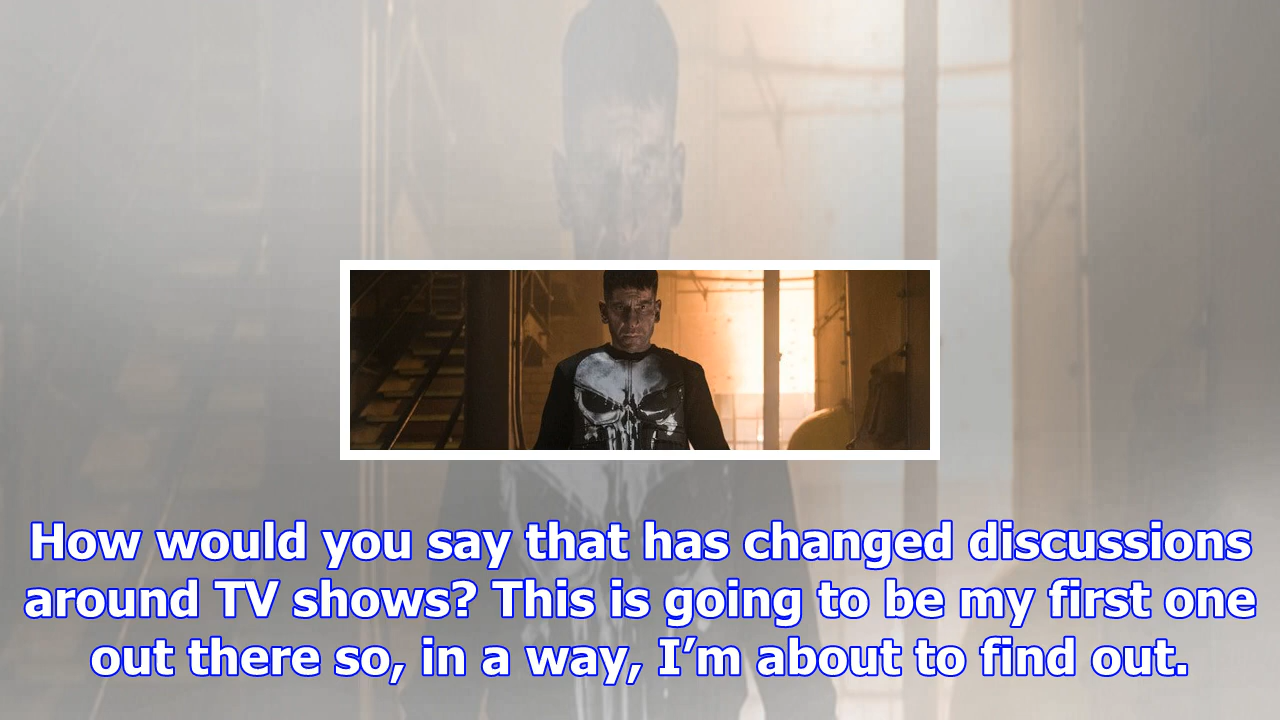 How would you say that has changed discussions
around TV shows? This is going to be my first one
out there so, in a way, I’m about to find out.